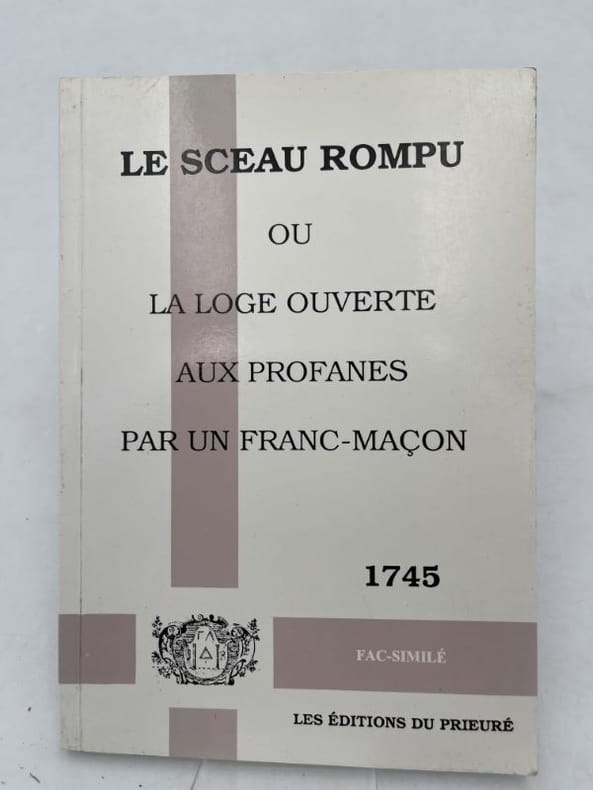 LE SCEAU ROMPU
OU
LA LOGE OUVERTE
AUX PROFANES
PAR UN FRANC-MAÇON
1745
FAC-SIMILÉ
LES ÉDITIONS DU PRIEURÉ